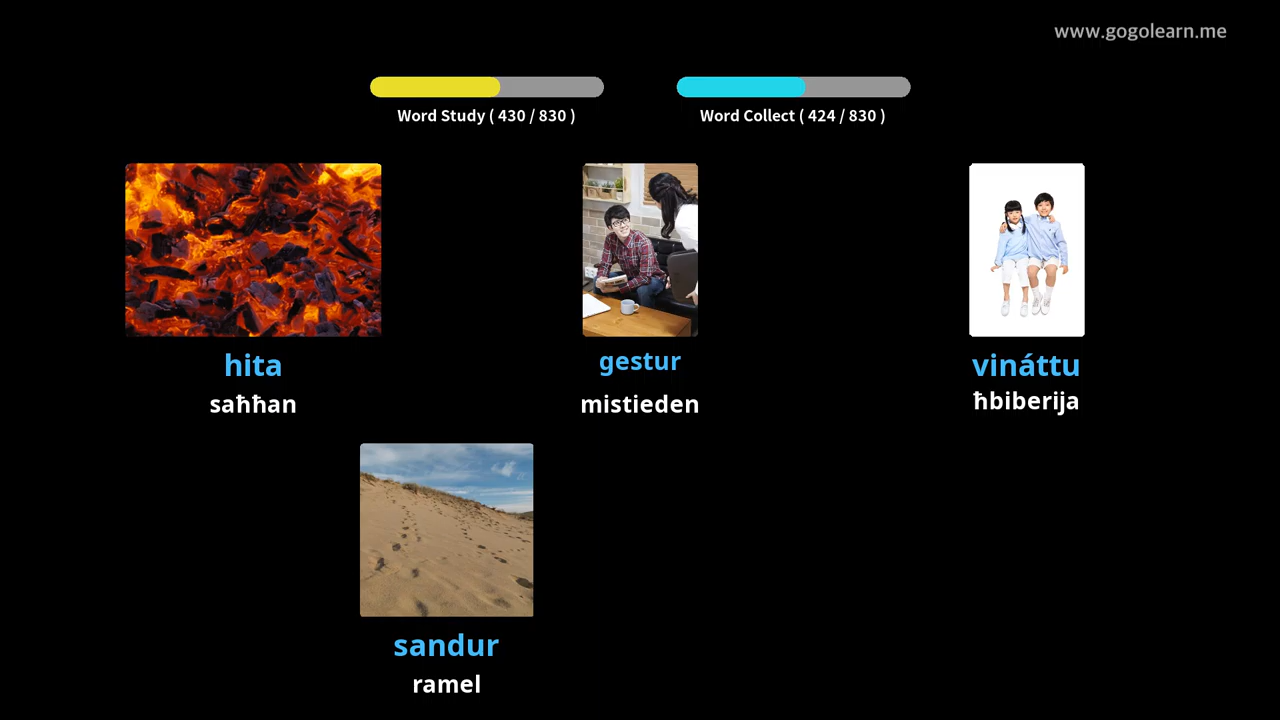 www.gogolearn.me
Word Study ( 430 / 830 )
Word Collect ( 424 / 830 )
hita
saħħan
gestur
mistieden
vináttu
ħbiberija
sandur
ramel